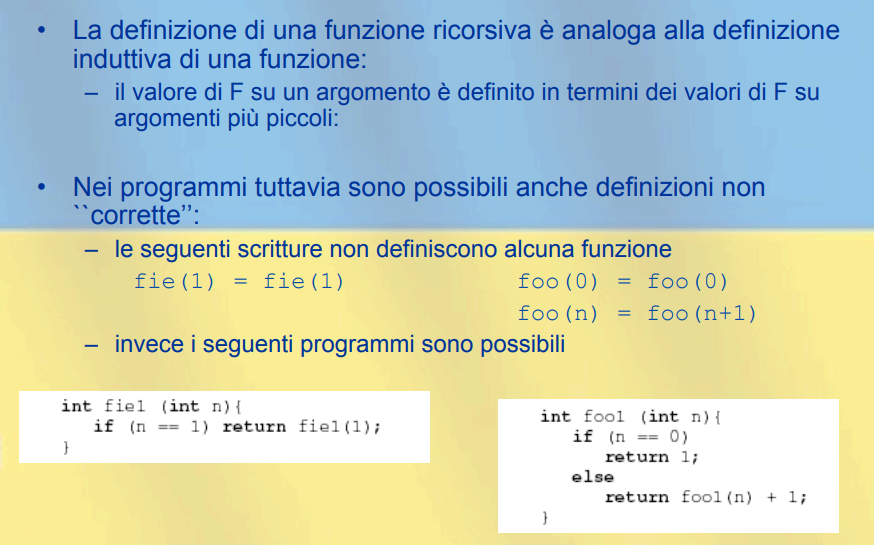 • La definizione di una funzione ricorsiva è analoga alla definizione
induttiva di una funzione:
– il valore di F su un argomento è definito in termini dei valori di F su
argomenti più piccoli:
• Nei programmi tuttavia sono possibili anche definizioni non
``corrette’’:
– le seguenti scritture non definiscono alcuna funzione
fie(1) = fie(1)
foo(0) = foo(0)
foo(n) = foo(n+1)
– invece i seguenti programmi sono possibili
int fie1 (int n){
if (n == 1) return fie1(1);
}
int foo1 (int n){
if (n == 0)
return 1;
else
return foo1(n) + 1;
}